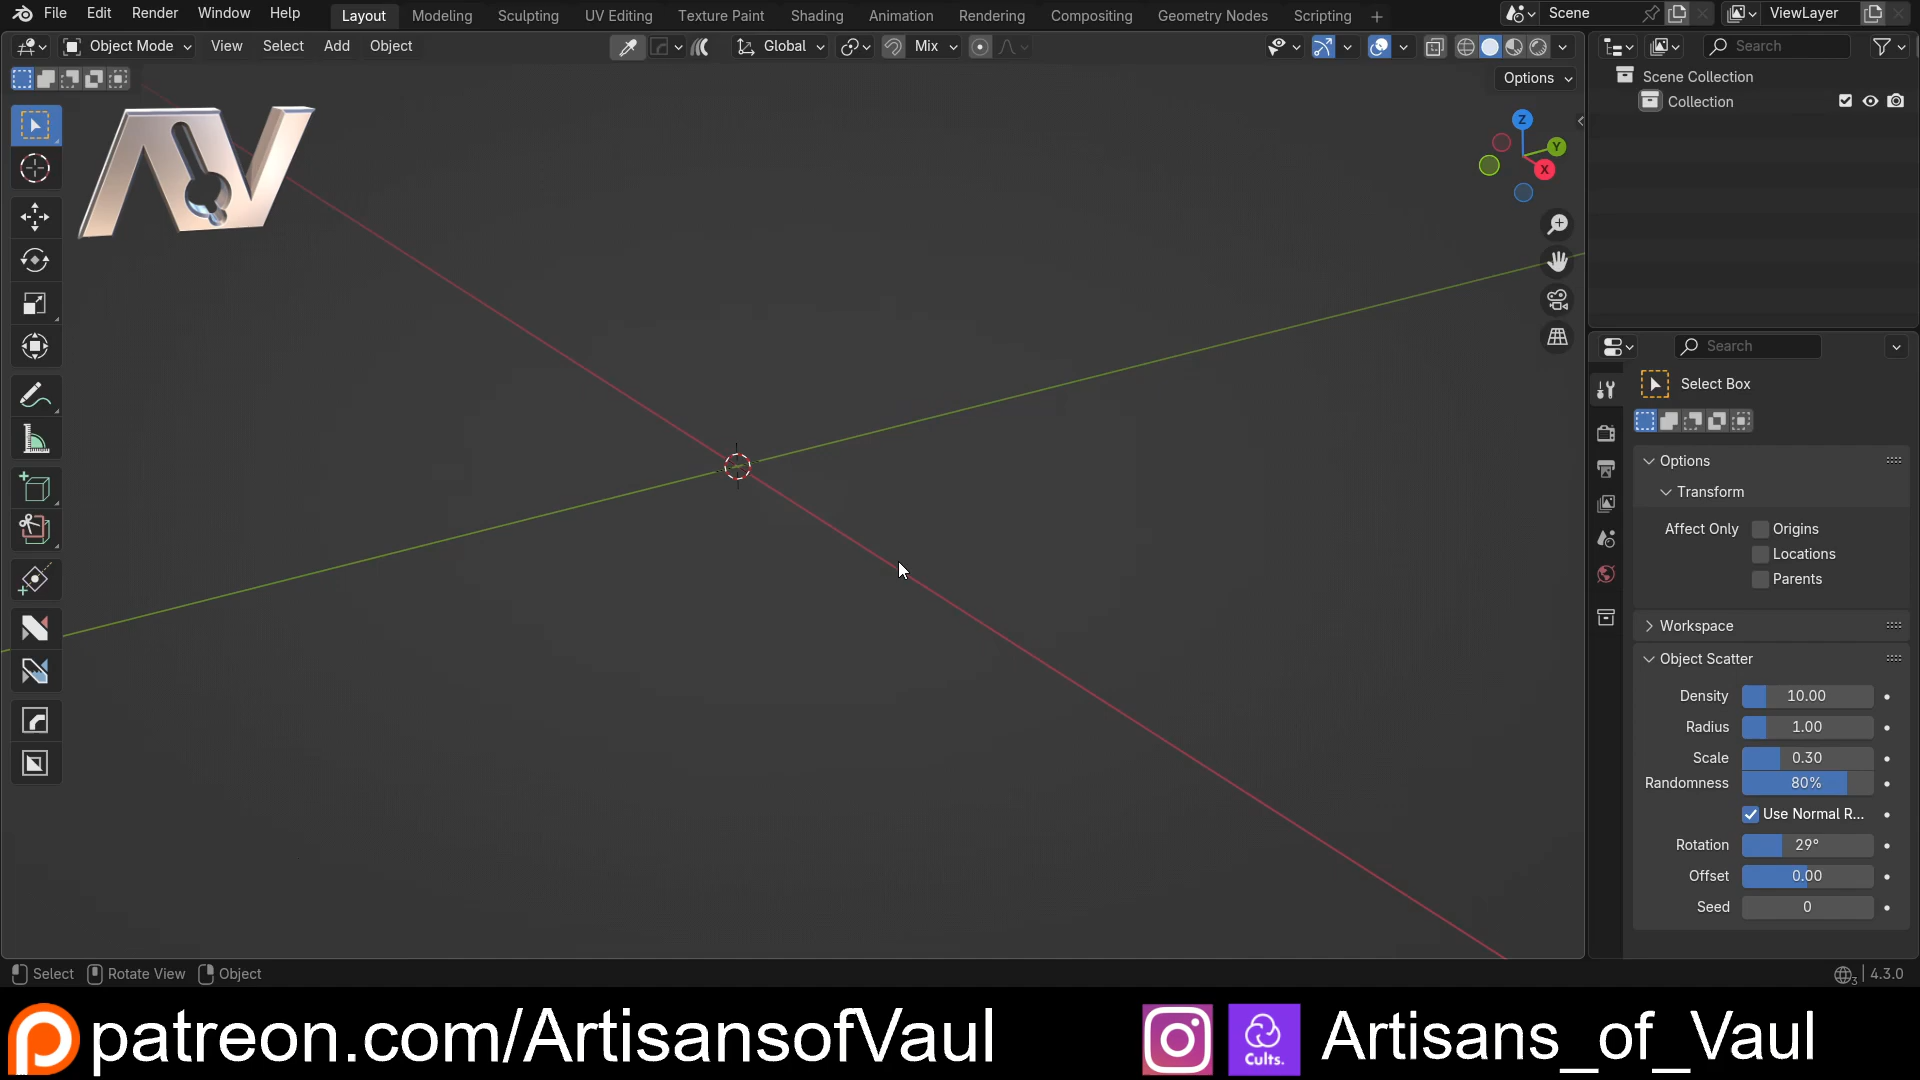 File Edit Render Window Help Layout Modeling Sculpting UV Editing Texture Paint Shading Animation Rendering Compositing Geometry Nodes Scripting + Scene ViewLayer
Object Mode View Select Add Object Global Mix Search
Options
Scene Collection
Collection
Z
Y
X
Search
Select Box
Options
Transform
Affect Only Origins
Locations
Parents
Workspace
Object Scatter
Density 10.00
Radius 1.00
Scale 0.30
Randomness 80%
Use Normal R...
Rotation 29°
Offset 0.00
Seed 0
Select Rotate View Object 3 4.3.0
patreon.com/ArtisansofVaul Cults. Artisans_of_Vaul